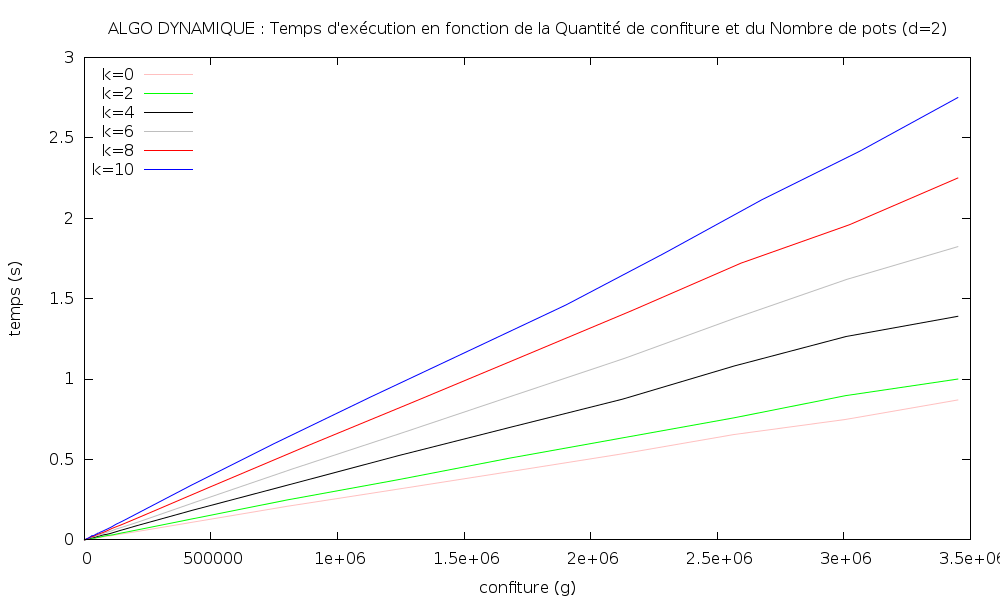 ALGO DYNAMIQUE : Temps d'exécution en fonction de la Quantité de confiture et du Nombre de pots (d=2)
3
2.5
2
1.5
1
0.5
0
temps (s)
k=0
k=2
k=4
k=6
k=8
k=10
0 500000 1e+06 1.5e+06 2e+06 2.5e+06 3e+06 3.5e+06
confiture (g)